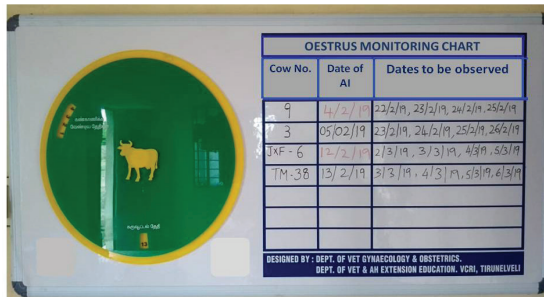 கருவூட்டல் தேதி
13
OESTRUS MONITORING CHART
Cow No.
Date of AI
Dates to be observed
9 4/2/19 22/2/19, 23/2/19, 24/2/19, 25/2/19
3 05/02/19 23/2/19, 24/2/19, 25/2/19, 26/2/19
JXF - 6 12/2/19 2/3/19, 3/3/19, 4/3/19, 5/3/19
TM-38 13/2/19 3/3/19, 4/3/19, 5/3/19, 6/3/19
DESIGNED BY : DEPT. OF VET GYNAECOLOGY & OBSTETRICS.
DEPT. OF VET & AH EXTENSION EDUCATION. VCRI, TIRUNELVELI